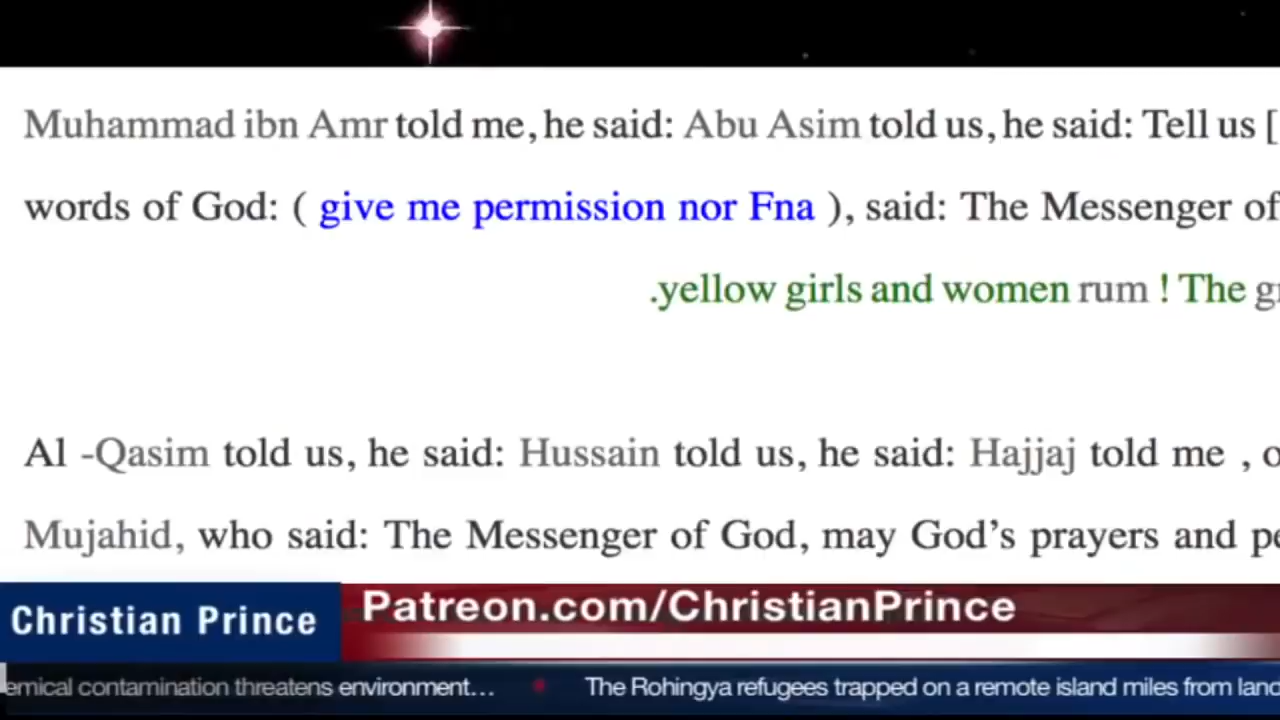 Muhammad ibn Amr told me, he said: Abu Asim told us, he said: Tell us [
words of God: ( give me permission nor Fna ), said: The Messenger of
.yellow girls and women rum ! The
Al -Qasim told us, he said: Hussain told us, he said: Hajjaj told me ,
Mujahid, who said: The Messenger of God, may God’s prayers and
Christian Prince
Patreon.com/ChristianPrince
contamination threatens environment... The Rohingya refugees trapped on a remote island miles from